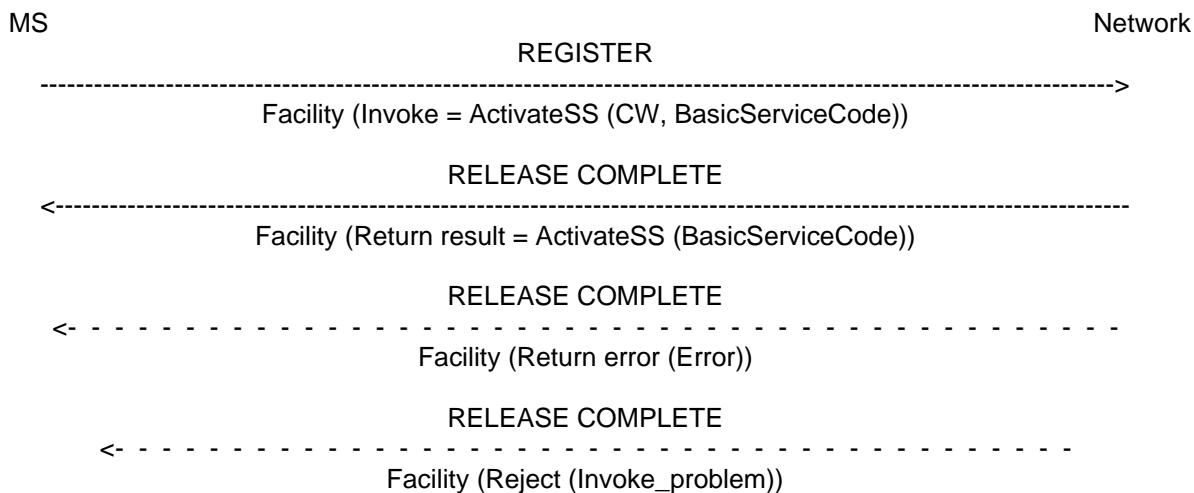 MS Network
REGISTER
Facility (Invoke = ActivateSS (CW, BasicServiceCode))
RELEASE COMPLETE
Facility (Return result = ActivateSS (BasicServiceCode))
RELEASE COMPLETE
Facility (Return error (Error))
RELEASE COMPLETE
Facility (Reject (Invoke_problem))